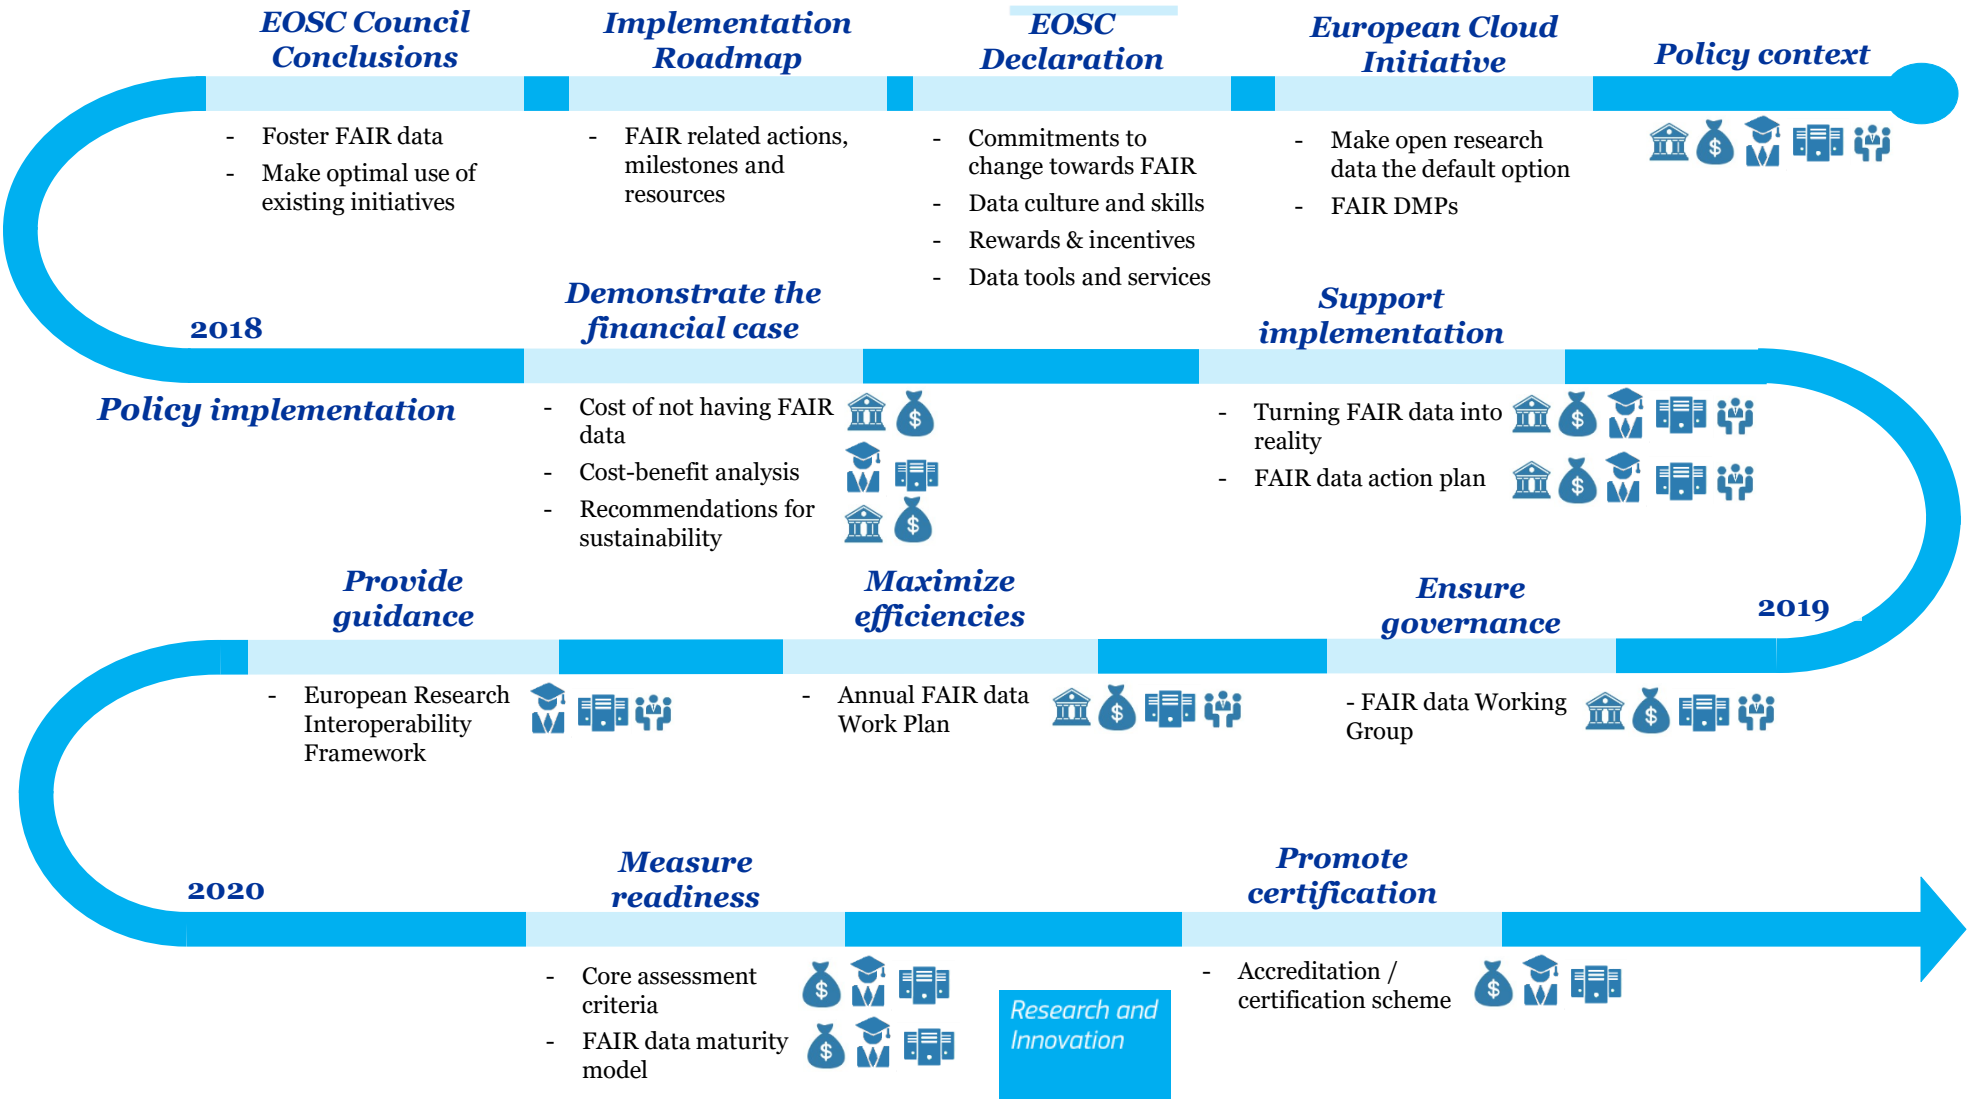 EOSC Council
Conclusions
Implementation
Roadmap
EOSC
Declaration
European Cloud
Initiative
Policy context
- Foster FAIR data
- Make optimal use of
existing initiatives
- FAIR related actions,
milestones and
resources
- Commitments to
change towards FAIR
- Data culture and skills
- Rewards & incentives
- Data tools and services
- Make open research
data the default option
- FAIR DMPs
2018
Policy implementation
Demonstrate the
financial case
- Cost of not having FAIR
data
- Cost-benefit analysis
- Recommendations for
sustainability
Support
implementation
- Turning FAIR data into
reality
- FAIR data action plan
Provide
guidance
- European Research
Interoperability
Framework
Maximize
efficiencies
- Annual FAIR data
Work Plan
Ensure
governance
- FAIR data Working
Group
2019
2020
Measure
readiness
- Core assessment
criteria
- FAIR data maturity
model
Promote
certification
- Accreditation /
certification scheme
Research and
Innovation